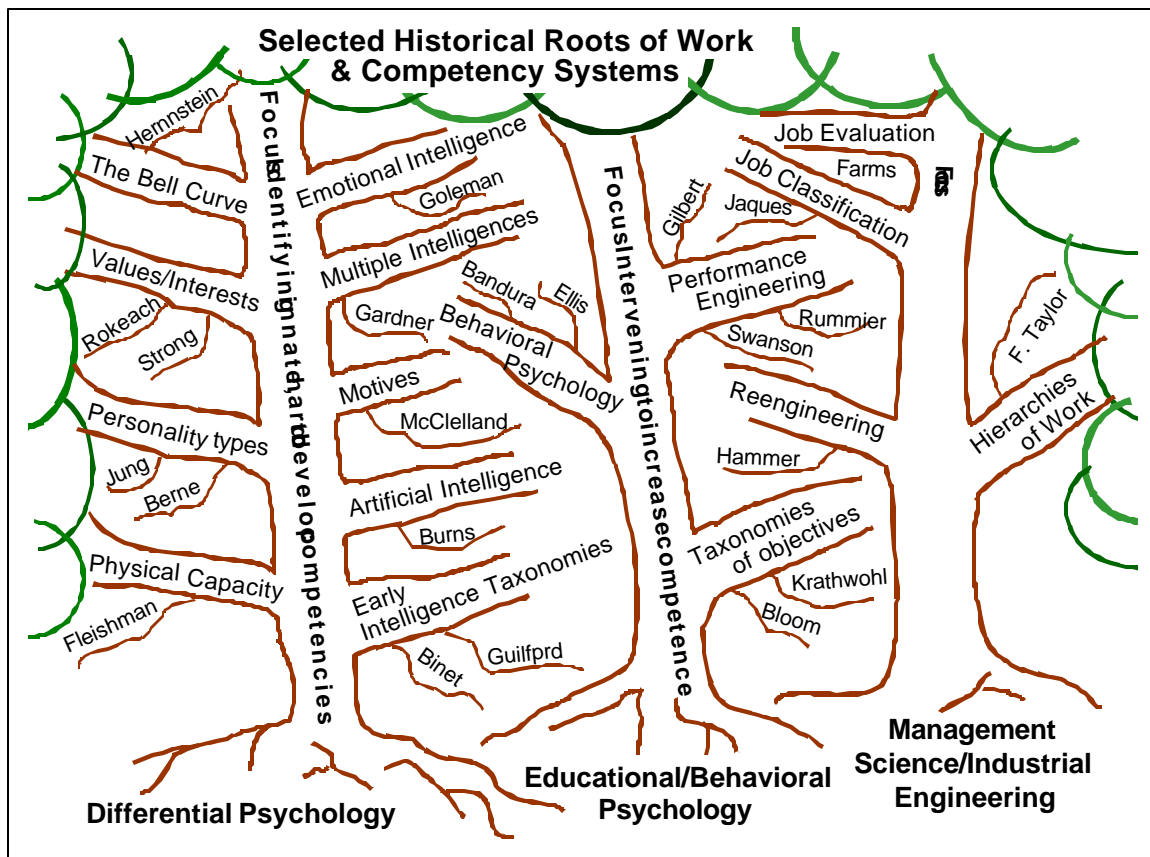 Selected Historical Roots of Work
& Competency Systems
Hernnstein
The Bell Curve
Values/Interests
Rokeach
Strong
Personality types
Jung
Berne
Physical Capacity
Fleishman
Emotional Intelligence
Goleman
Multiple Intelligences
Gardner
Motives
McClelland
Artificial Intelligence
Burns
Early
Intelligence Taxonomies
Binet
Guilfprd
Differential Psychology
Bandura
Ellis
Behavioral
Psychology
FocusInterveningtoincreasecompetence
Gilbert
Jaques
Performance
Engineering
Rummier
Swanson
Taxonomies
of objectives
Krathwohl
Bloom
Educational/Behavioral
Psychology
Job Evaluation
Farms
Job Classification
Reengineering
Hammer
F. Taylor
Hierarchies
of Work
Management
Science/Industrial
Engineering